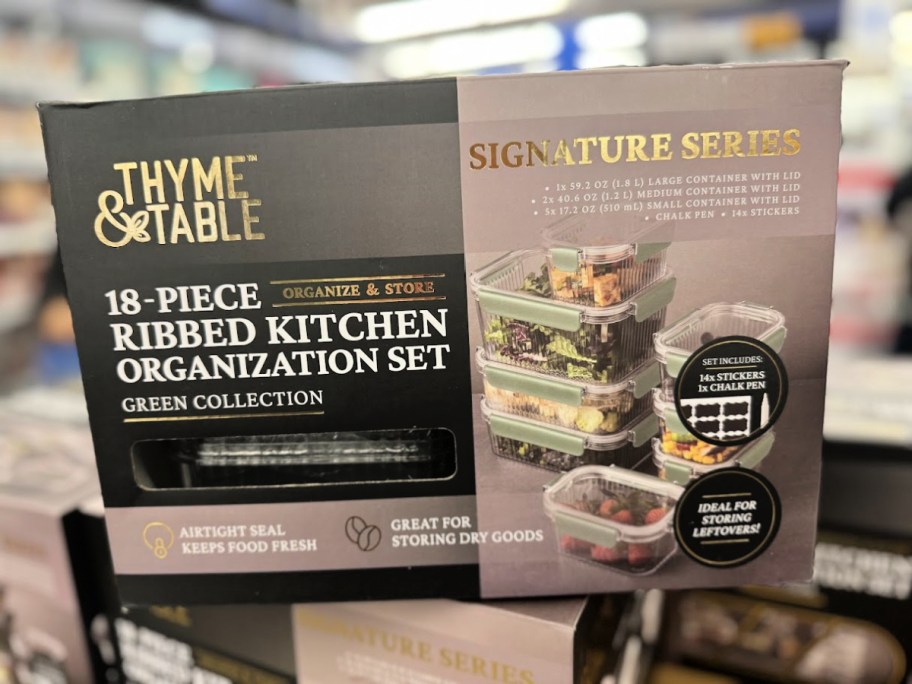 THYME™
& TABLE
18-PIECE
ORGANIZE & STORE
RIBBED KITCHEN
ORGANIZATION SET
GREEN COLLECTION
AIRTIGHT SEAL
KEEPS FOOD FRESH
GREAT FOR
STORING DRY GOODS
SIGNATURE SERIES
• 1x 59.2 OZ (1.8 L) LARGE CONTAINER WITH LID
• 2x 40.6 OZ (1.2 L) MEDIUM CONTAINER WITH LID
• 5x 17.2 OZ (510 mL) SMALL CONTAINER WITH LID
• CHALK PEN • 14x STICKERS
SET INCLUDES:
14x STICKERS
1x CHALK PEN
IDEAL FOR
STORING
LEFTOVERS!
TABLE
SIGNATURE SERIES